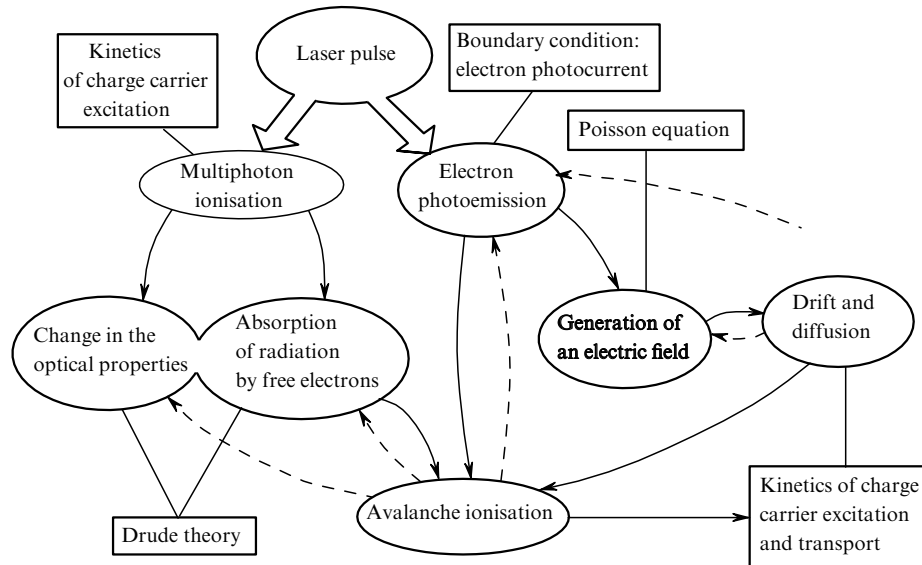 Kinetics
of charge carrier
excitation
Laser pulse
Boundary condition:
electron photocurrent
Poisson equation
Multiphoton
ionisation
Electron
photoemission
Change in the
optical properties
Absorption
of radiation
by free electrons
Generation of
an electric field
Drift and
diffusion
Drude theory
Avalanche ionisation
Kinetics of charge
carrier excitation
and transport